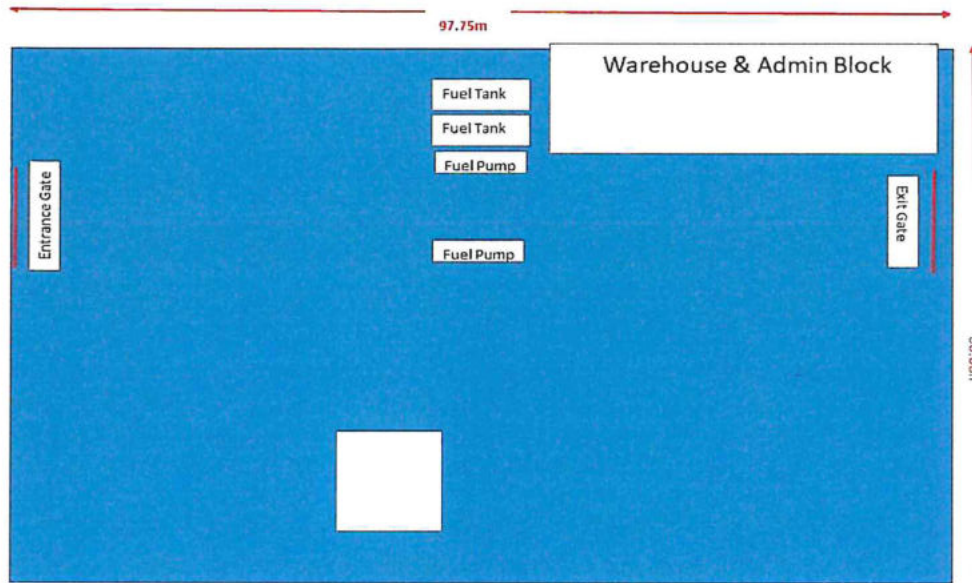 97.75m
Warehouse & Admin Block
Fuel Tank
Fuel Tank
Fuel Pump
Entrance Gate
Exit Gate
Fuel Pump